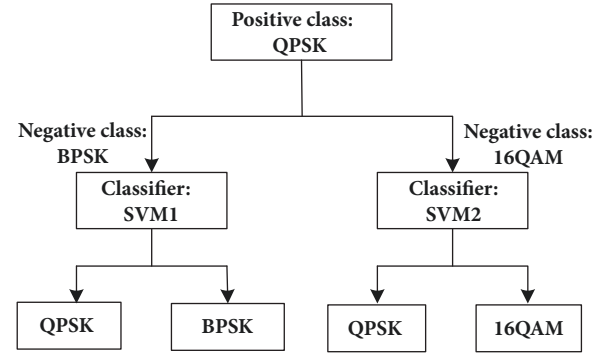 Positive class:
QPSK
Negative class:
BPSK
Negative class:
16QAM
Classifier:
SVM1
Classifier:
SVM2
QPSK
BPSK
QPSK
16QAM